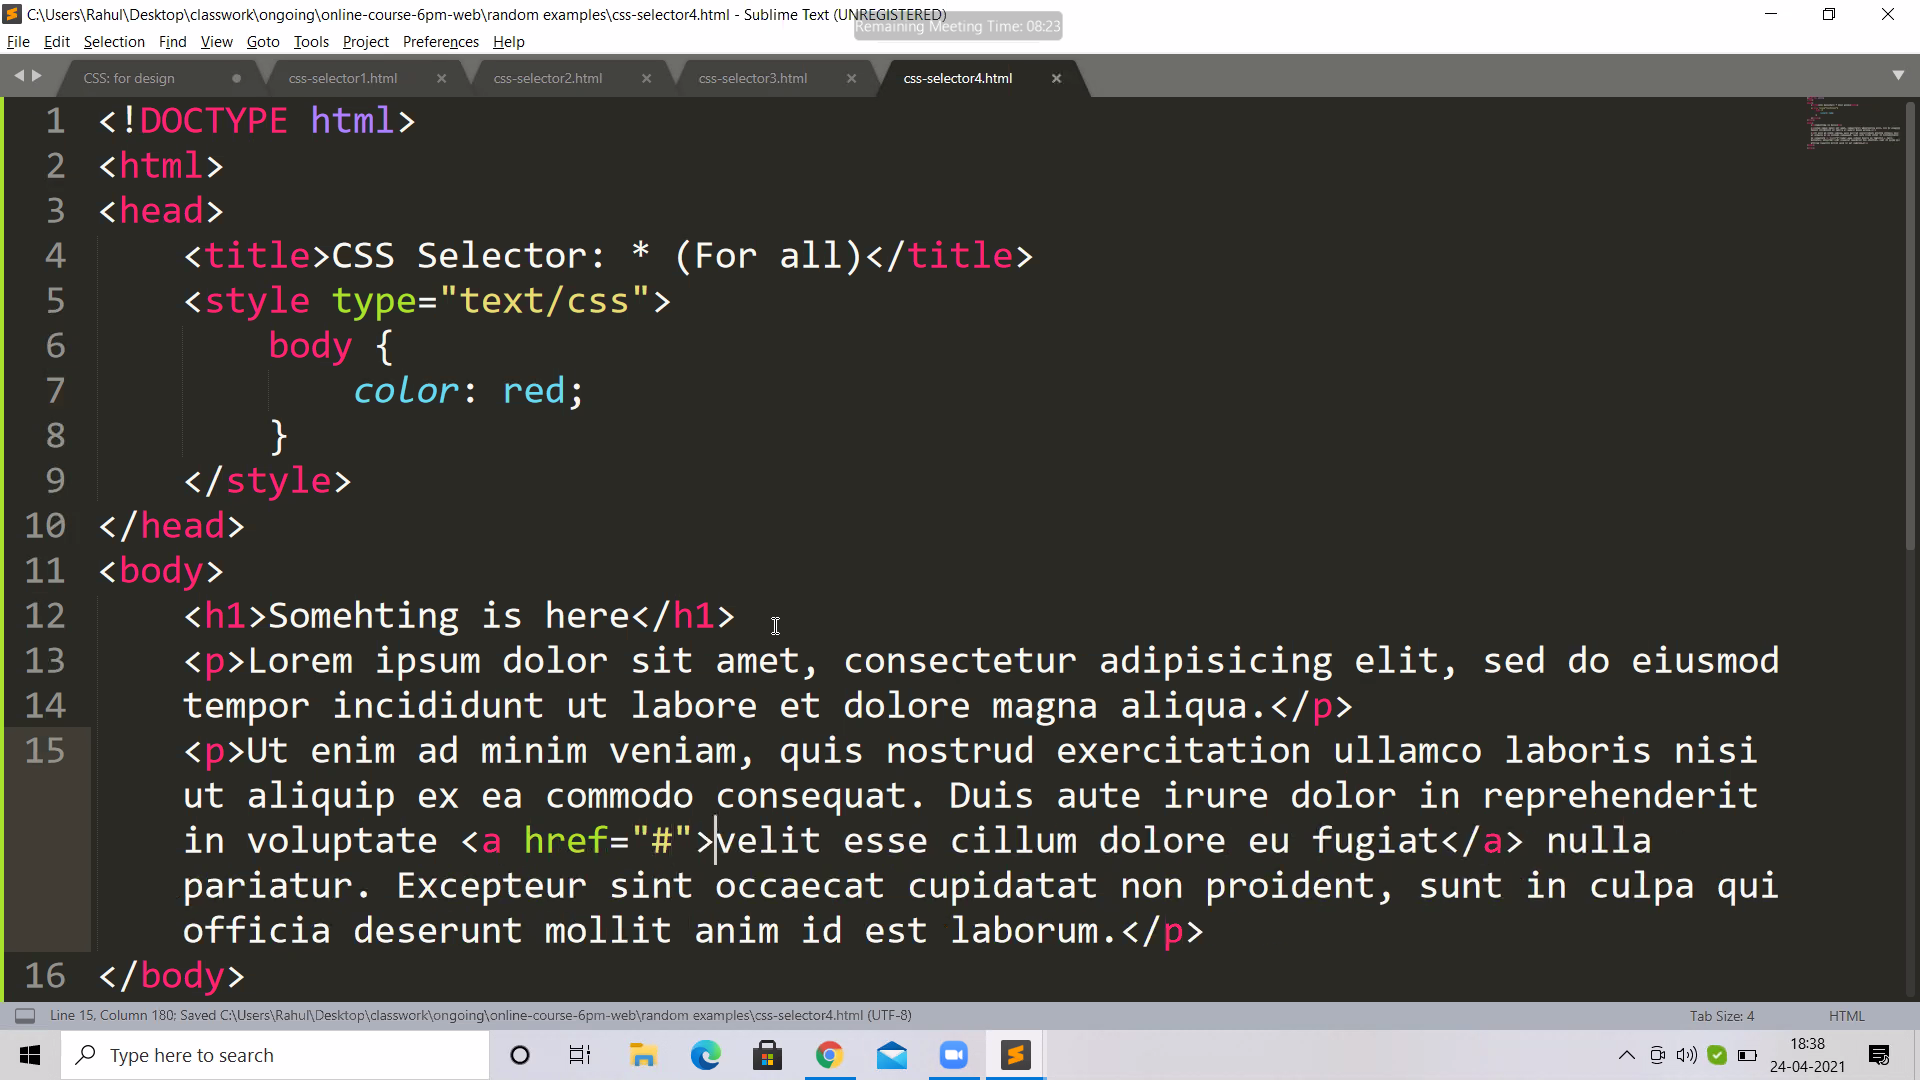 C:\Users\Rahul\Desktop\classwork\ongoing\online-course-6pm-web\random examples\css-selector4.html - Sublime Text (UNREGISTERED)
Remaining Meeting Time: 08:23
File Edit Selection Find View Goto Tools Project Preferences Help
CSS: for design css-selector1.html css-selector2.html css-selector3.html css-selector4.html
1 <!DOCTYPE html>
2 <html>
3 <head>
4 <title>CSS Selector: * (For all)</title>
5 <style type="text/css">
6 body {
7 color: red;
8 }
9 </style>
10 </head>
11 <body>
12 <h1>Somehting is here</h1>
13 <p>Lorem ipsum dolor sit amet, consectetur adipisicing elit, sed do eiusmod
14 tempor incididunt ut labore et dolore magna aliqua.</p>
15 <p>Ut enim ad minim veniam, quis nostrud exercitation ullamco laboris nisi
ut aliquip ex ea commodo consequat. Duis aute irure dolor in reprehenderit
in voluptate <a href="#">velit esse cillum dolore eu fugiat</a> nulla
pariatur. Excepteur sint occaecat cupidatat non proident, sunt in culpa qui
officia deserunt mollit anim id est laborum.</p>
16 </body>
Line 15, Column 180; Saved C:\Users\Rahul\Desktop\classwork\ongoing\online-course-6pm-web\random examples\css-selector4.html (UTF-8) Tab Size: 4 HTML
Type here to search
18:38
24-04-2021